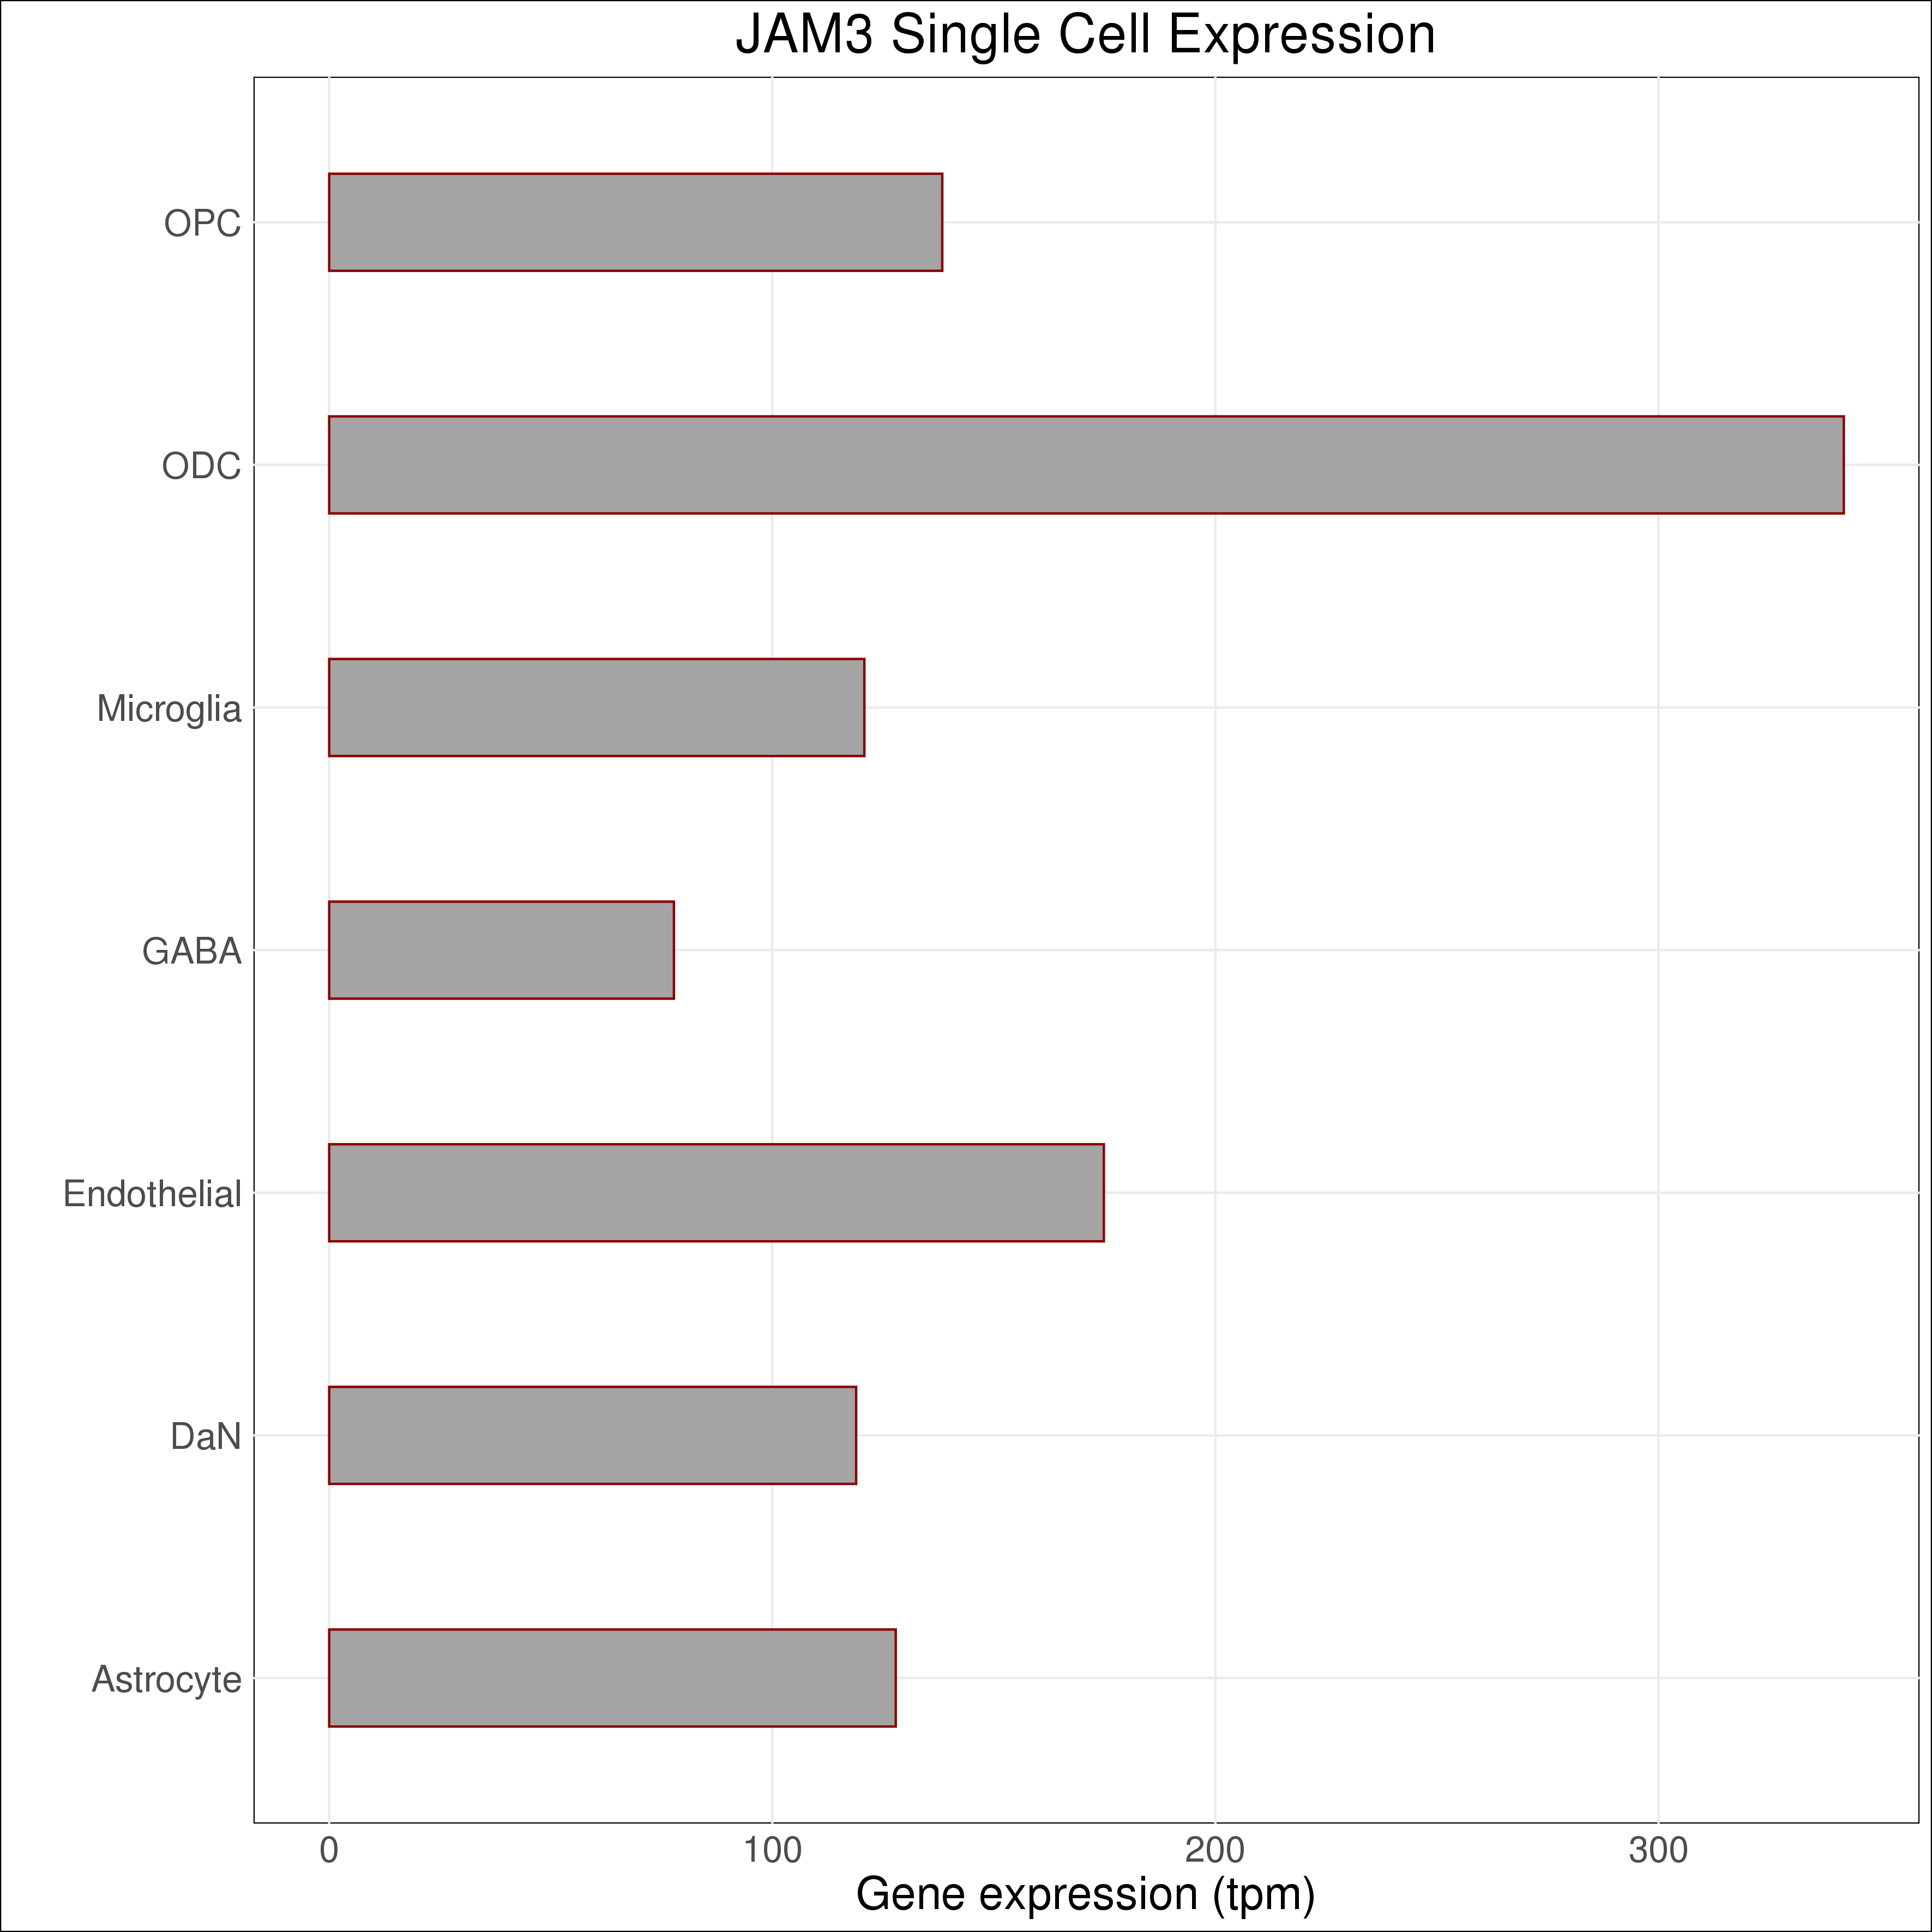 JAM3 Single Cell Expression
OPC
ODC
Microglia
GABA
Endothelial
DaN
Astrocyte
0 100 200 300
Gene expression (tpm)